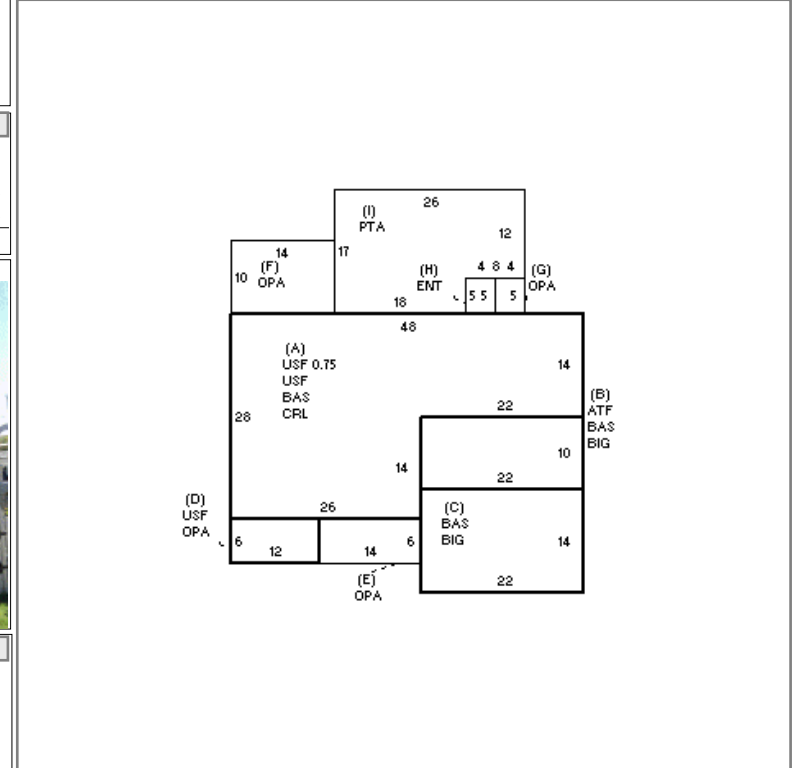 26
(I)
PTA
12
14
17
(F)
OPA
10
4 8 4
(H)
ENT
(G)
OPA
5 5
5
18
48
(A)
USF 0.75
USF
BAS
CRL
14
28
22
(B)
ATF
BAS
BIG
10
14
22
(D)
USF
OPA
26
(C)
BAS
BIG
6
12
14
6
14
(E)
OPA
22